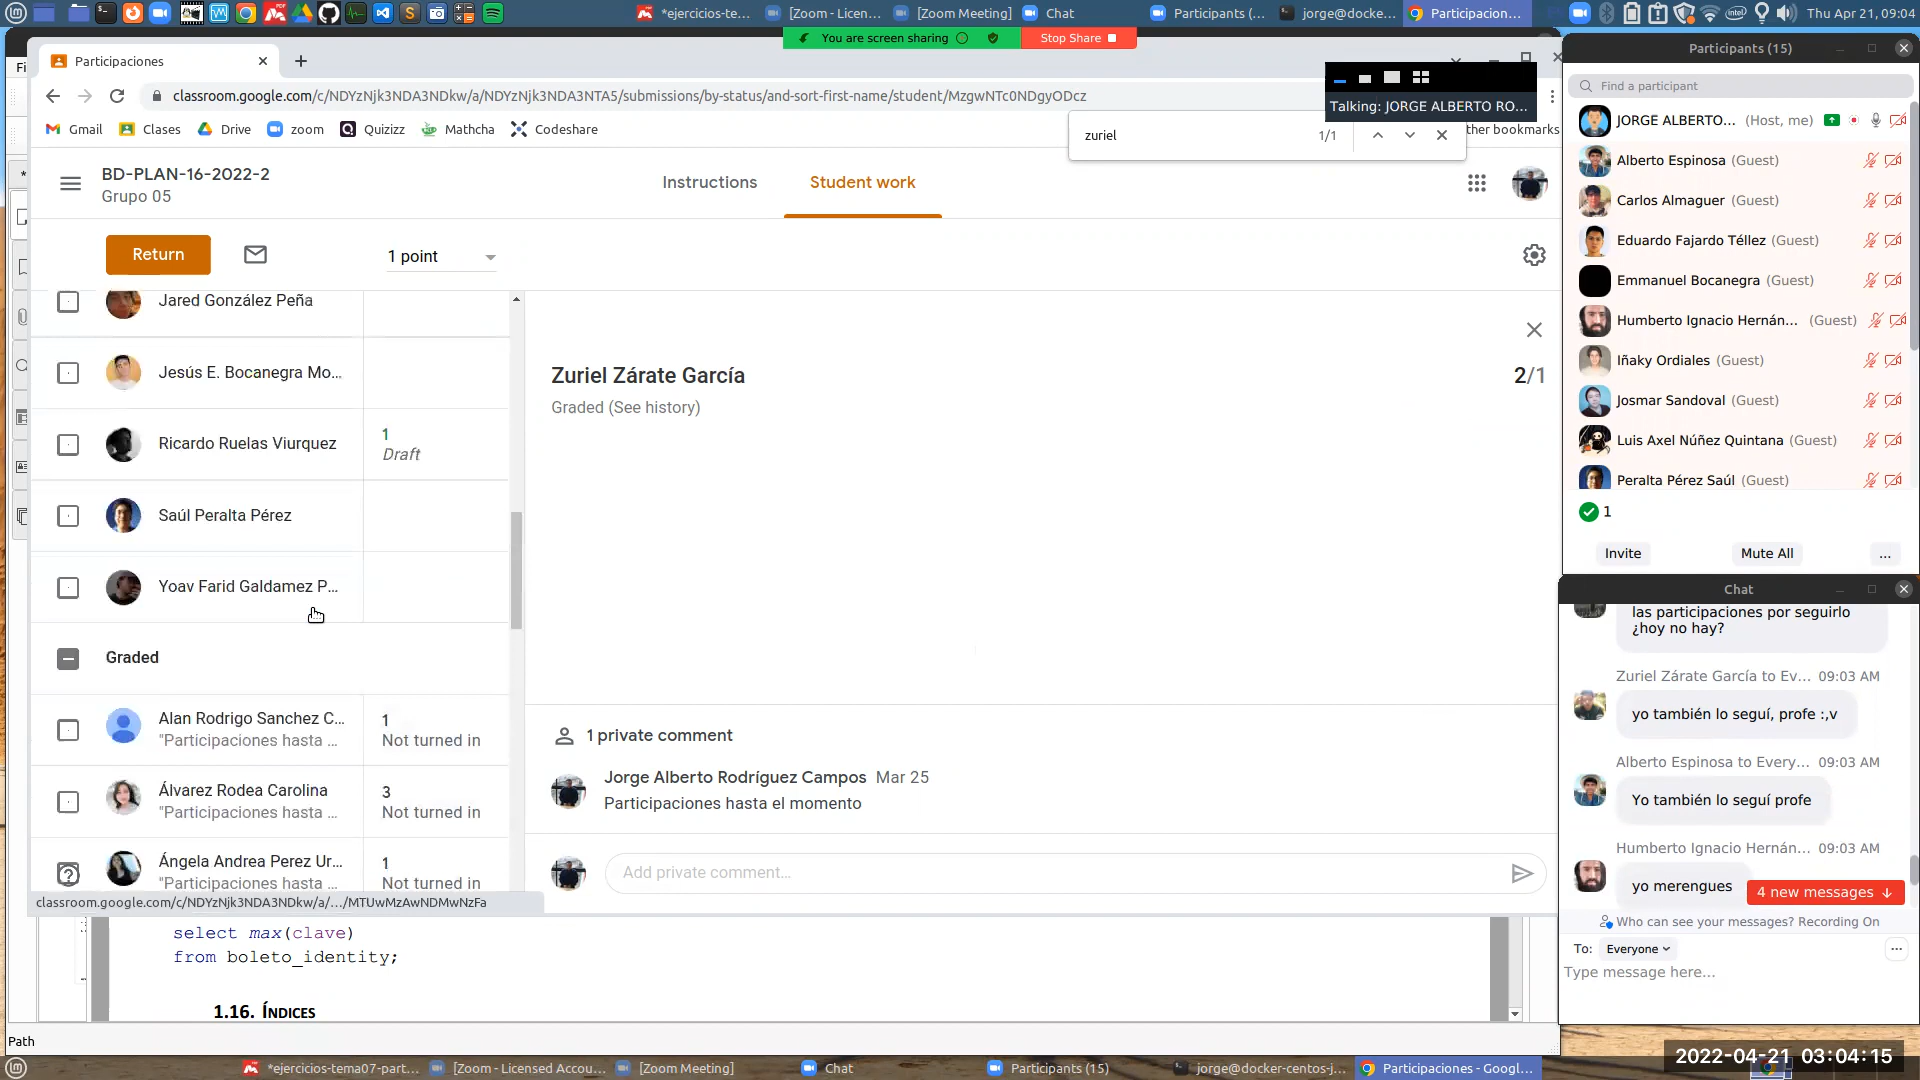 *ejercicios-te...
[Zoom - Licen...
[Zoom Meeting]
Chat
Participants (...
jorge@docke...
Participacion...
Thu Apr 21, 09:04
You are screen sharing
Stop Share
Participaciones
classroom.google.com/c/NDYzNjk3NDA3NDkw/a/NDYzNjk3NDA3NTA5/submissions/by-status/and-sort-first-name/student/MzgwNTc0NDgyODcz
Talking: JORGE ALBERTO RO...
Gmail
Clases
Drive
zoom
Quizizz
Mathcha
Codeshare
zuriel
1/1
ther bookmarks
BD-PLAN-16-2022-2
Grupo 05
Instructions
Student work
Return
1 point
Jared González Peña
Jesús E. Bocanegra Mo...
Ricardo Ruelas Viurquez
1
Draft
Saúl Peralta Pérez
Yoav Farid Galdamez P...
Graded
Alan Rodrigo Sanchez C...
1
"Participaciones hasta ...
Not turned in
Álvarez Rodea Carolina
3
"Participaciones hasta ...
Not turned in
Ángela Andrea Perez Ur...
1
"Participaciones hasta ...
Not turned in
classroom.google.com/c/NDYzNjk3NDA3NDkw/a/.../MTUwMzAwNDMwNzFa
Zuriel Zárate García
2/1
Graded (See history)
1 private comment
Jorge Alberto Rodríguez Campos Mar 25
Participaciones hasta el momento
Add private comment...
select max(clave)
from boleto_identity;
1.16. ÍNDICES
Path
Participants (15)
Find a participant
JORGE ALBERTO... (Host, me)
Alberto Espinosa (Guest)
Carlos Almaguer (Guest)
Eduardo Fajardo Téllez (Guest)
Emmanuel Bocanegra (Guest)
Humberto Ignacio Hernán... (Guest)
Iñaky Ordiales (Guest)
Josmar Sandoval (Guest)
Luis Axel Núñez Quintana (Guest)
Peralta Pérez Saúl (Guest)
1
Invite
Mute All
...
Chat
las participaciones por seguirlo
¿hoy no hay?
Zuriel Zárate García to Ev... 09:03 AM
yo también lo seguí, profe :,v
Alberto Espinosa to Every... 09:03 AM
Yo también lo seguí profe
Humberto Ignacio Hernán... 09:03 AM
yo merengues
4 new messages
Who can see your messages? Recording On
To: Everyone
Type message here...
*ejercicios-tema07-part...
[Zoom - Licensed Accou...
[Zoom Meeting]
Chat
Participants (15)
jorge@docker-centos-j...
Participaciones - Googl...
2022-04-21 03:04:15